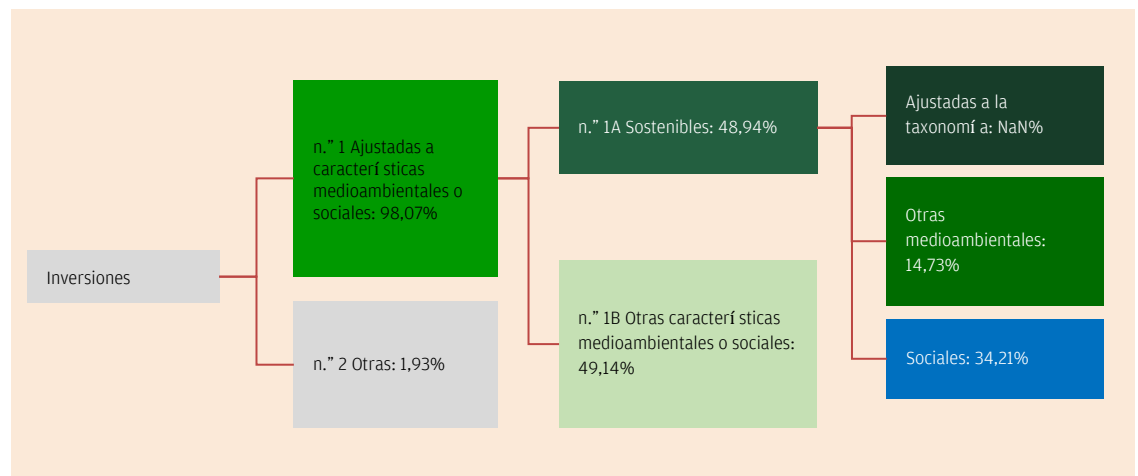 Inversiones
n.” 1 Ajustadas a
caracterí sticas
medioambientales o
sociales: 98,07%
n.” 2 Otras: 1,93%
n.” 1A Sostenibles: 48,94%
n.” 1B Otras caracterí sticas
medioambientales o sociales:
49,14%
Ajustadas a la
taxonomí a: NaN%
Otras
medioambientales:
14,73%
Sociales: 34,21%